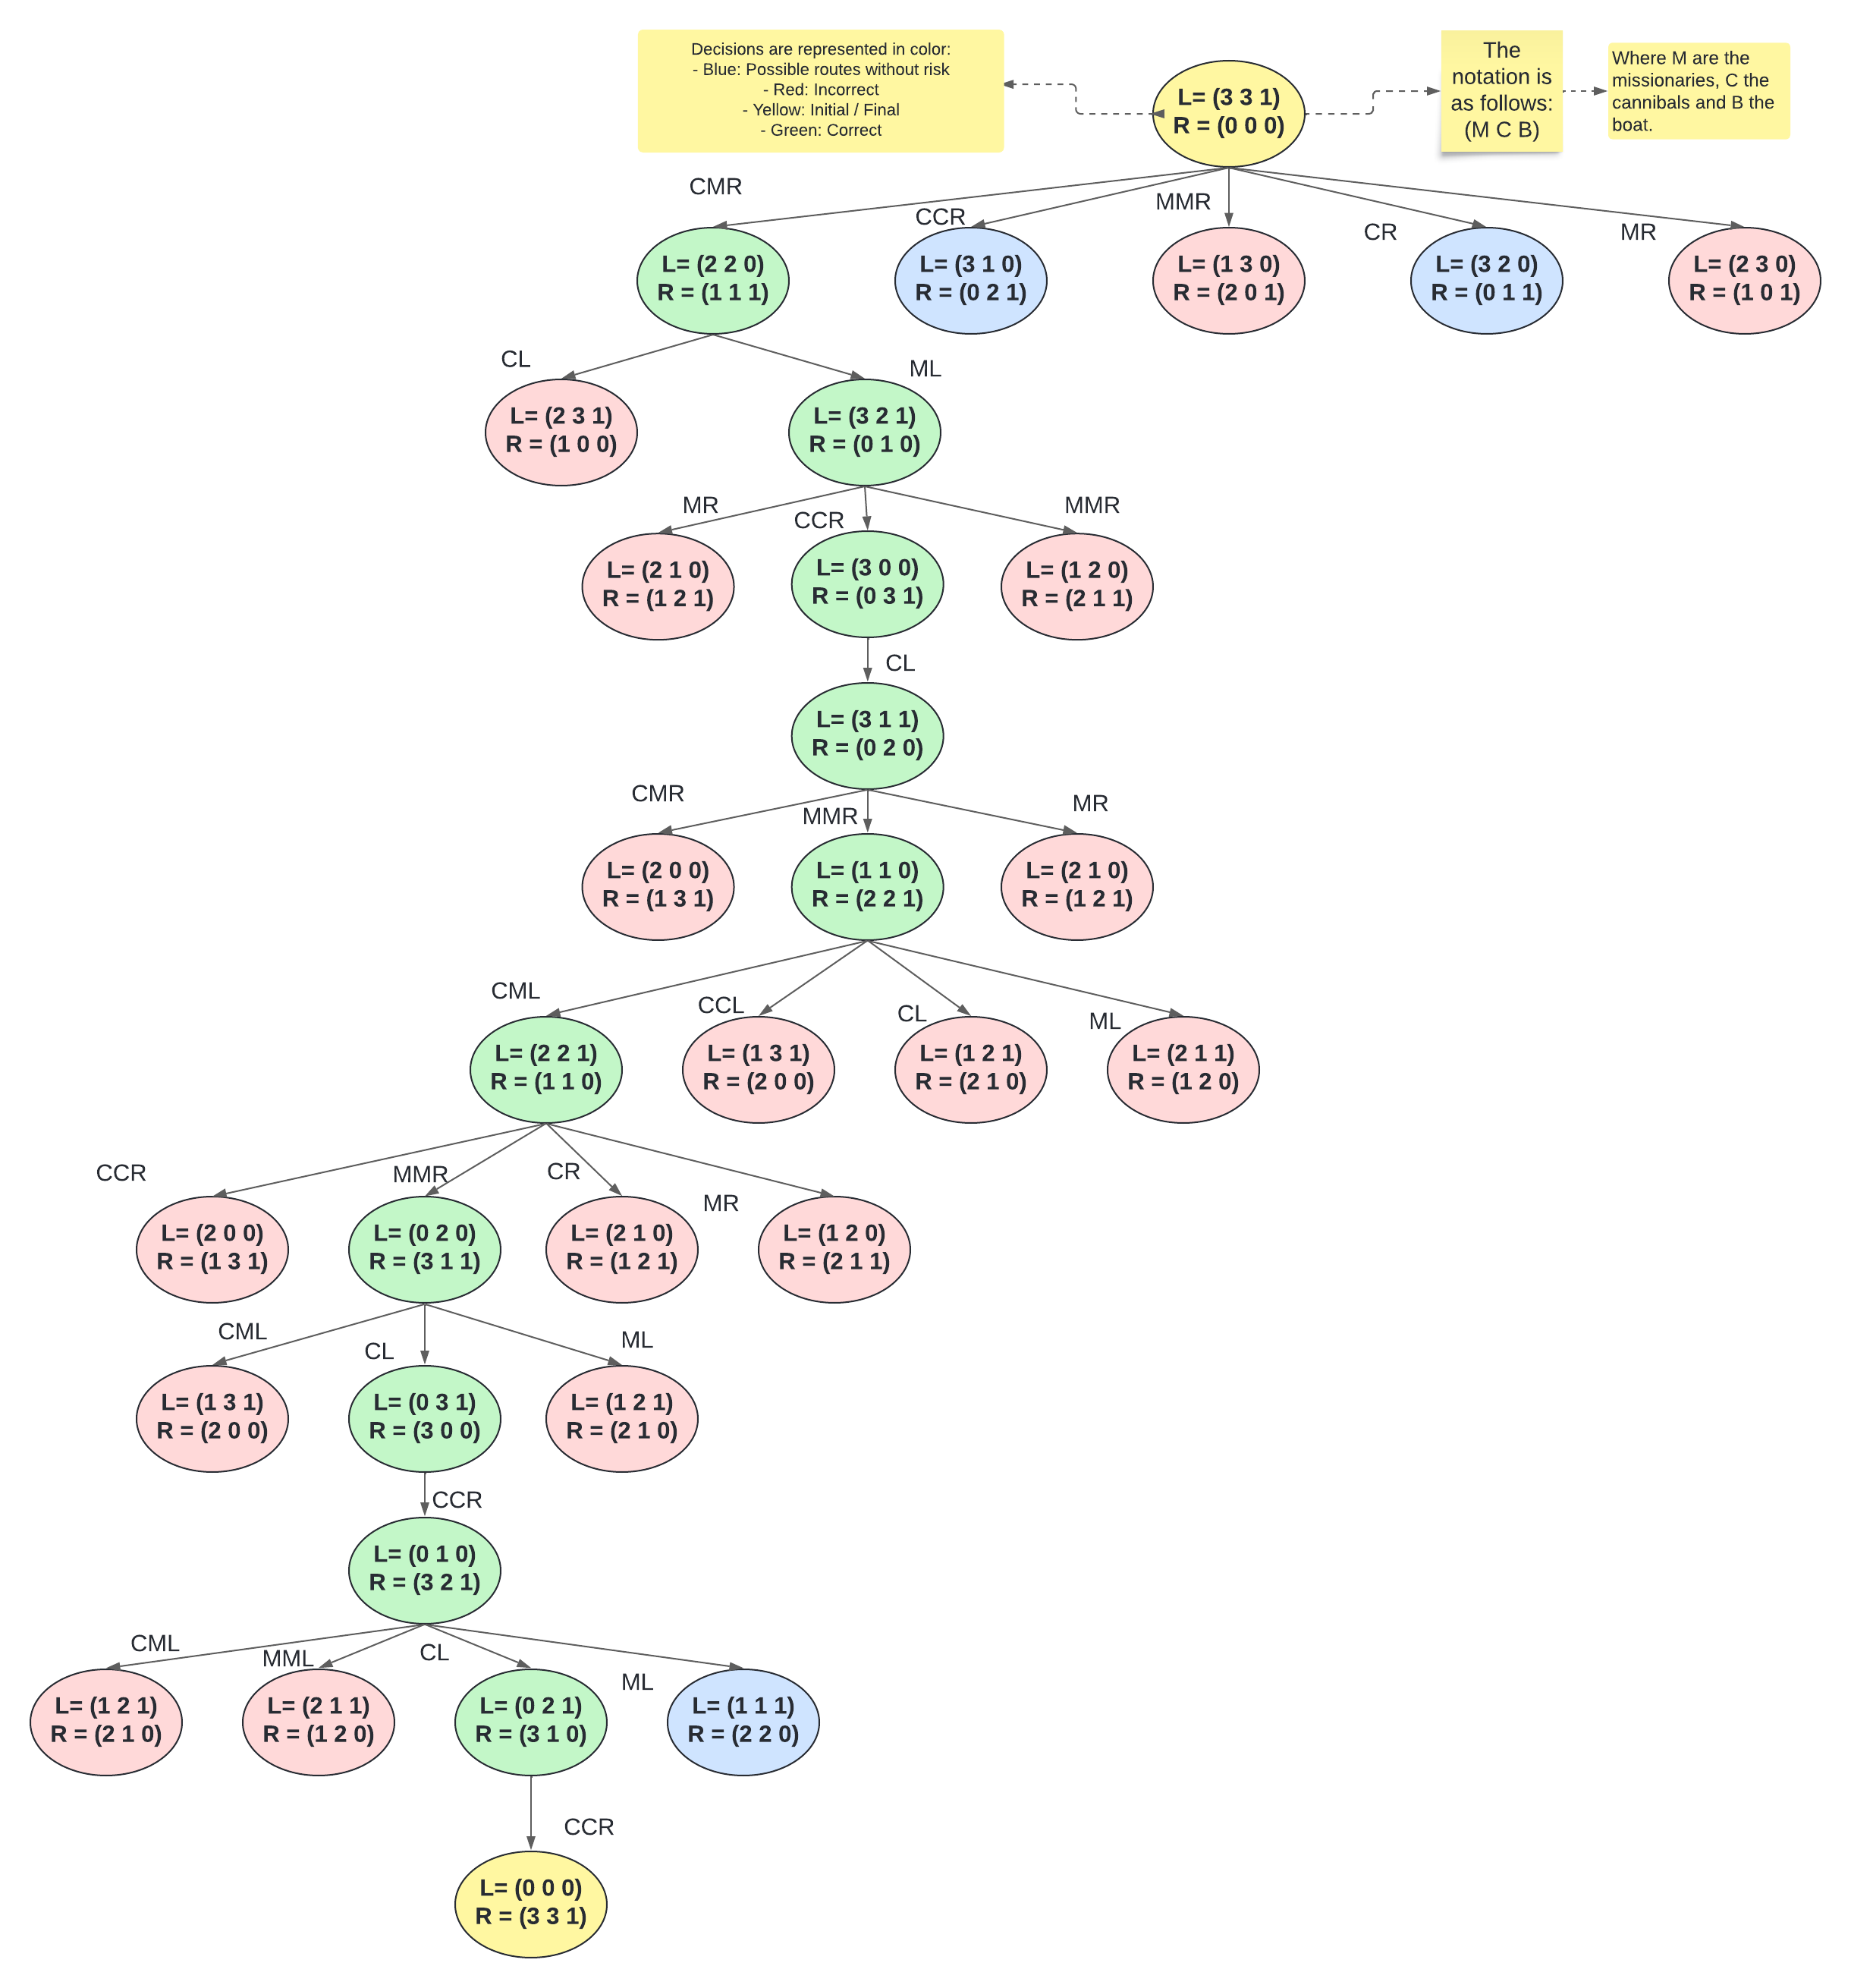 Decisions are represented in color:
- Blue: Possible routes without risk
- Red: Incorrect
- Yellow: Initial / Final
- Green: Correct
L= (3 3 1)
R = (0 0 0)
The
notation is
as follows:
(M C B)
Where M are the
missionaries, C the
cannibals and B the
boat.
CMR
CCR
MMR
CR
MR
L= (2 2 0)
R = (1 1 1)
L= (3 1 0)
R = (0 2 1)
L= (1 3 0)
R = (2 0 1)
L= (3 2 0)
R = (0 1 1)
L= (2 3 0)
R = (1 0 1)
CL
ML
L= (2 3 1)
R = (1 0 0)
L= (3 2 1)
R = (0 1 0)
MR
CCR
MMR
L= (2 1 0)
R = (1 2 1)
L= (3 0 0)
R = (0 3 1)
L= (1 2 0)
R = (2 1 1)
CL
L= (3 1 1)
R = (0 2 0)
CMR
MMR
MR
L= (2 0 0)
R = (1 3 1)
L= (1 1 0)
R = (2 2 1)
L= (2 1 0)
R = (1 2 1)
CML
CCL
CL
ML
L= (2 2 1)
R = (1 1 0)
L= (1 3 1)
R = (2 0 0)
L= (1 2 1)
R = (2 1 0)
L= (2 1 1)
R = (1 2 0)
CCR
MMR
CR
MR
L= (2 0 0)
R = (1 3 1)
L= (0 2 0)
R = (3 1 1)
L= (2 1 0)
R = (1 2 1)
L= (1 2 0)
R = (2 1 1)
CML
CL
ML
L= (1 3 1)
R = (2 0 0)
L= (0 3 1)
R = (3 0 0)
L= (1 2 1)
R = (2 1 0)
CCR
L= (0 1 0)
R = (3 2 1)
CML
MML
CL
ML
L= (1 2 1)
R = (2 1 0)
L= (2 1 1)
R = (1 2 0)
L= (0 2 1)
R = (3 1 0)
L= (1 1 1)
R = (2 2 0)
CCR
L= (0 0 0)
R = (3 3 1)